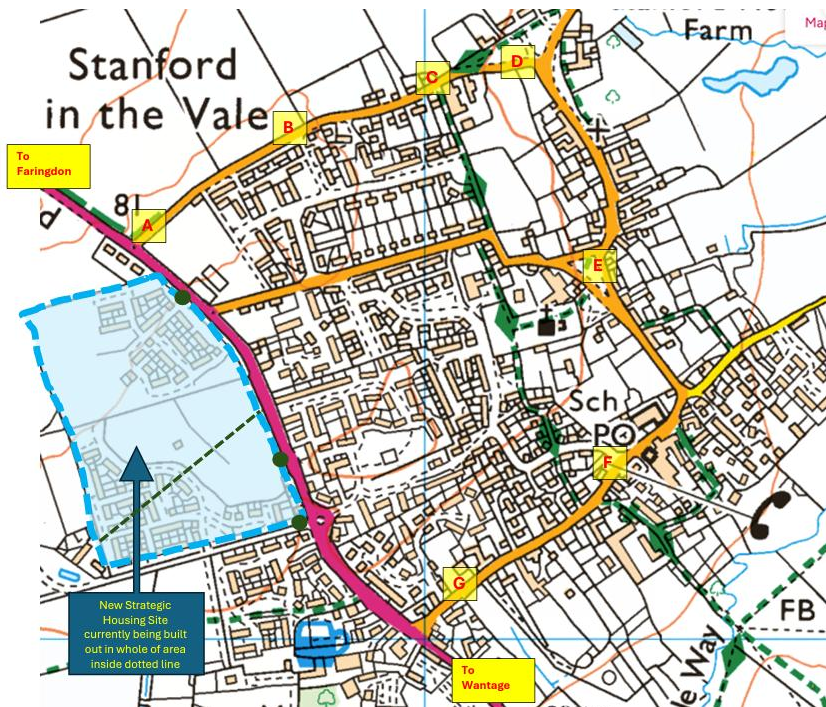 Farm
Map
Stanford
in the Vale
D
C
B
To
Faringdon
81
A
E
Sch
PO
F
G
New Strategic
Housing Site
currently being built
out in whole of area
inside dotted line
FB
To
Wantage
Way